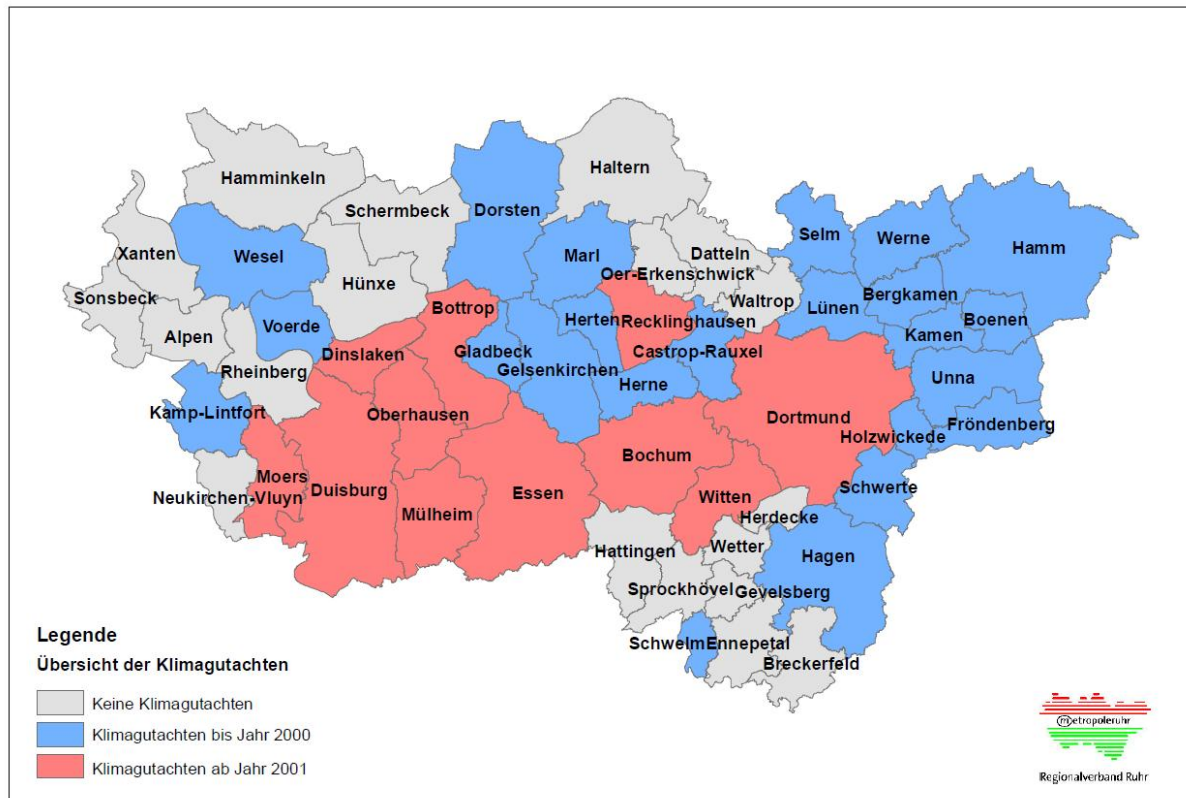 Haltern
Hamminkeln
Schermbeck
Dorsten
Selm
Werne
Hamm
Xanten
Wesel
Marl
Datteln
Oer-Erkenschwick
Hünxe
Sonsbeck
Waltrop
Bergkamen
Lünen
Bottrop
Herten
Recklinghausen
Boenen
Voerde
Alpen
Kamen
Dinslaken
Gladbeck
Castrop-Rauxel
Gelsenkirchen
Rheinberg
Unna
Herne
Kamp-Lintfort
Oberhausen
Dortmund
Fröndenberg
Holzwickede
Bochum
Moers
Schwerte
Duisburg
Essen
Neukirchen-Vluyn
Witten
Mülheim
Herdecke
Wetter
Hattingen
Hagen
Sprockhövel
Gevelsberg
Schwelm
Ennepetal
Breckerfeld
Legende
Übersicht der Klimagutachten
Keine Klimagutachten
Klimagutachten bis Jahr 2000
Klimagutachten ab Jahr 2001
metropoleruhr
Regionalverband Ruhr